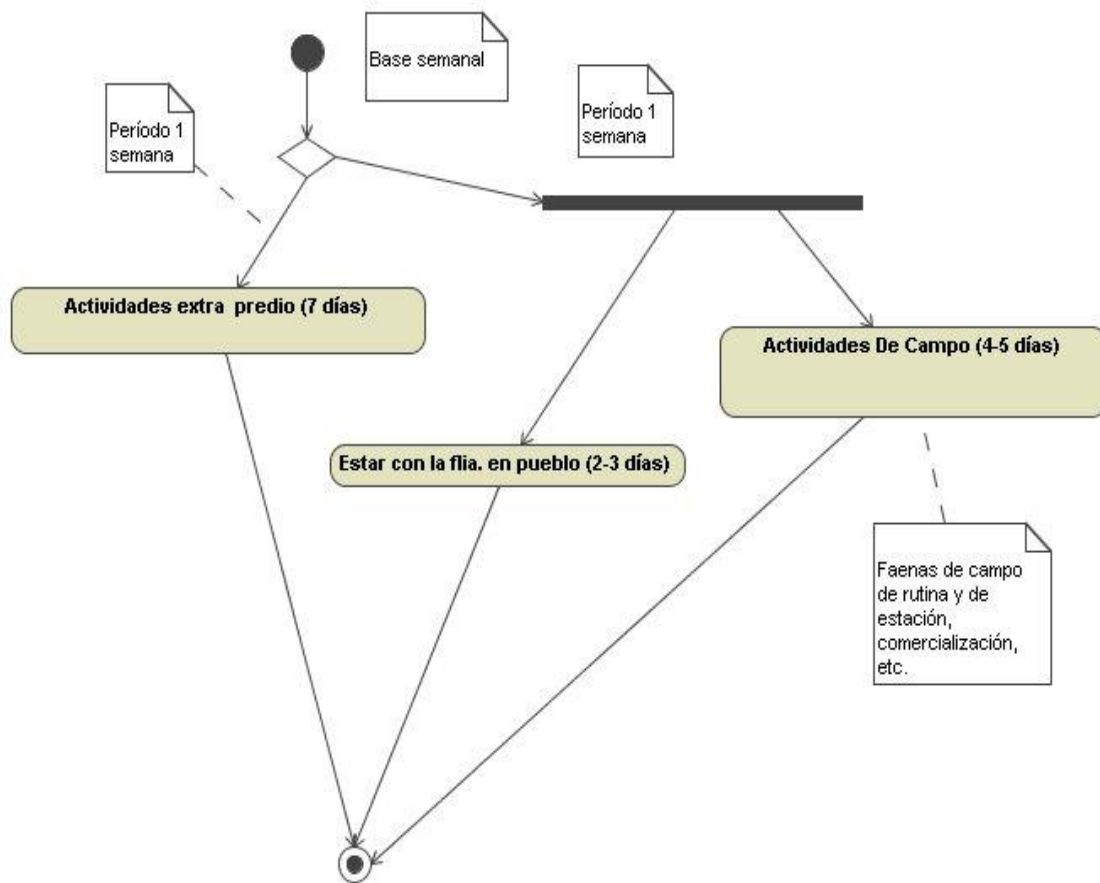 Base semanal
Período 1
semana
Período 1
semana
Actividades extra  predio (7 días)
Actividades De Campo (4-5 días)
Estar con la flia. en pueblo (2-3 días)
Faenas de campo
de rutina y de
estación,
comercialización,
etc.